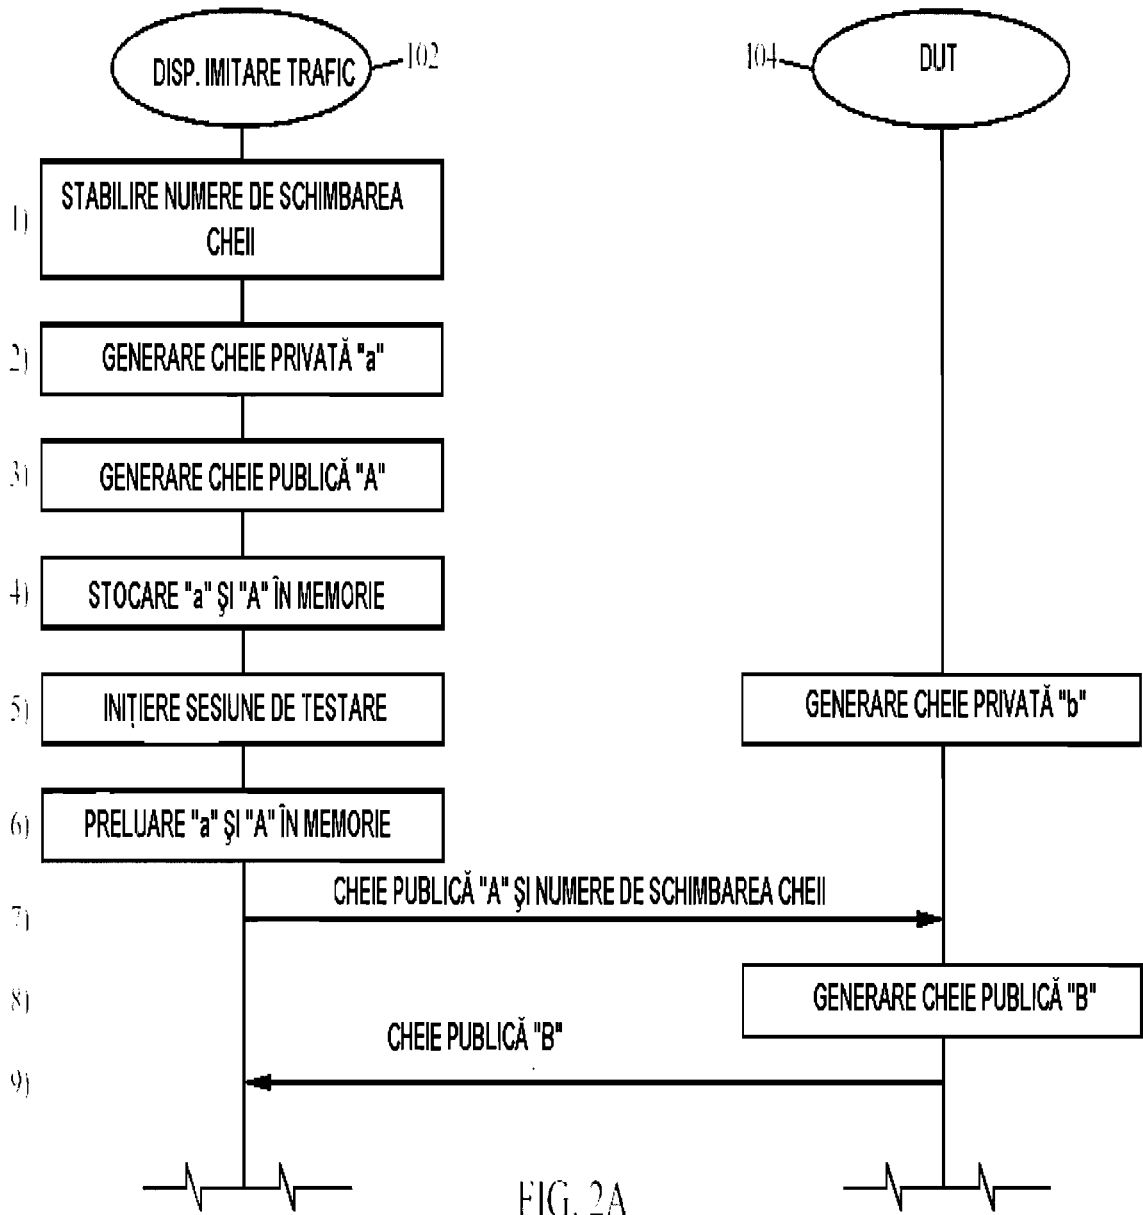 DISP. IMITARE TRAFIC
102
104
DUT
1)
STABILIRE NUMERE DE SCHIMBAREA
CHEII
2)
GENERARE CHEIE PRIVATĂ "a"
3)
GENERARE CHEIE PUBLICĂ "A"
4)
STOCARE "a" ŞI "A" ÎN MEMORIE
5)
INIŢIERE SESIUNE DE TESTARE
GENERARE CHEIE PRIVATĂ "b"
6)
PRELUARE "a" ŞI "A" ÎN MEMORIE
CHEIE PUBLICĂ "A" ŞI NUMERE DE SCHIMBAREA CHEII
7)
8)
GENERARE CHEIE PUBLICĂ "B"
CHEIE PUBLICĂ "B"
9)
FIG. 2A